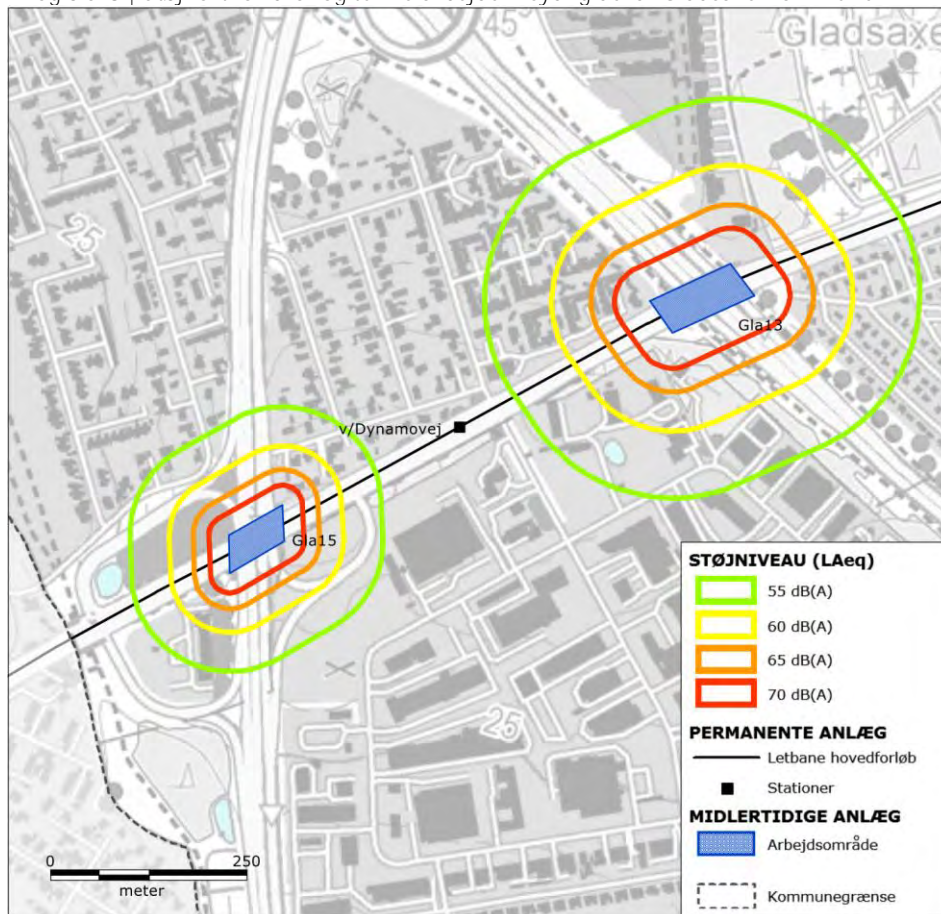 45
Gladsaxe
25
Gla13
v/Dynamovej
Gla15
25
0 250
meter
STØJNIVEAU (LAeq)
55 dB(A)
60 dB(A)
65 dB(A)
70 dB(A)
PERMANENTE ANLÆG
Letbane hovedforløb
Stationer
MIDLERTIDIGE ANLÆG
Arbejdsområde
Kommunegrænse